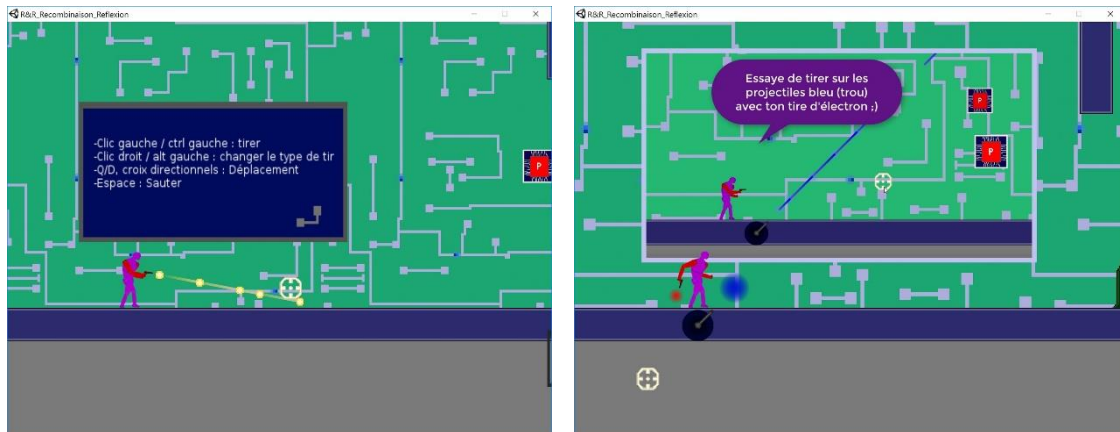 R&R_Recombinaison_Reflexion
-Clic gauche / ctrl gauche : tirer
-Clic droit / alt gauche : changer le type de tir
-Q/D, croix directionnels : Déplacement
-Espace : Sauter
P
R&R_Recombinaison_Reflexion
Essaye de tirer sur les
projectiles bleu (trou)
avec ton tire d'électron ;)
P
P